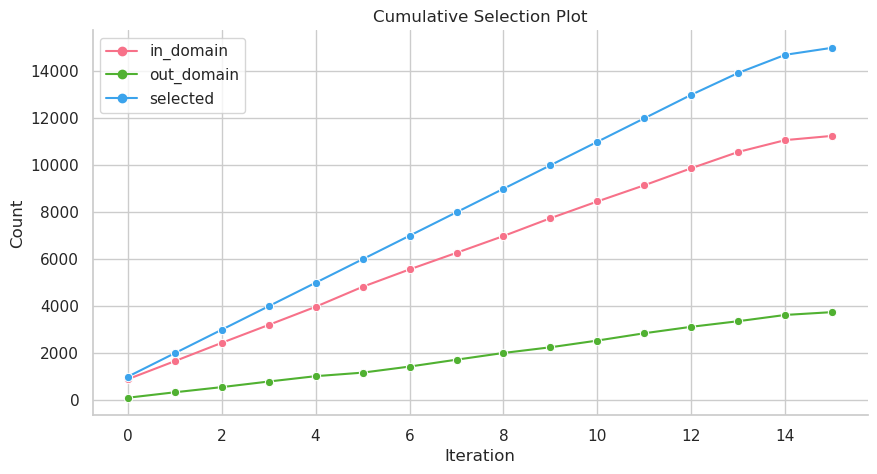 Cumulative Selection Plot
in_domain
out_domain
selected
Count
14000
12000
10000
8000
6000
4000
2000
0
0 2 4 6 8 10 12 14
Iteration